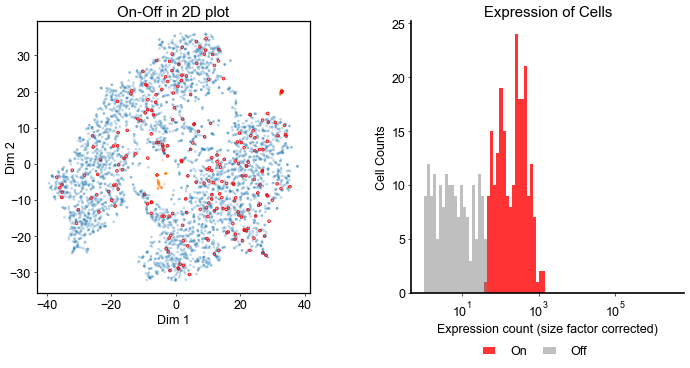 On-Off in 2D plot
Dim 2
30
20
10
0
−10
−20
−30
−40
−20
0
20
40
Dim 1
Expression of Cells
Cell Counts
25
20
15
10
5
0
10^1
10^3
10^5
Expression count (size factor corrected)
On
Off